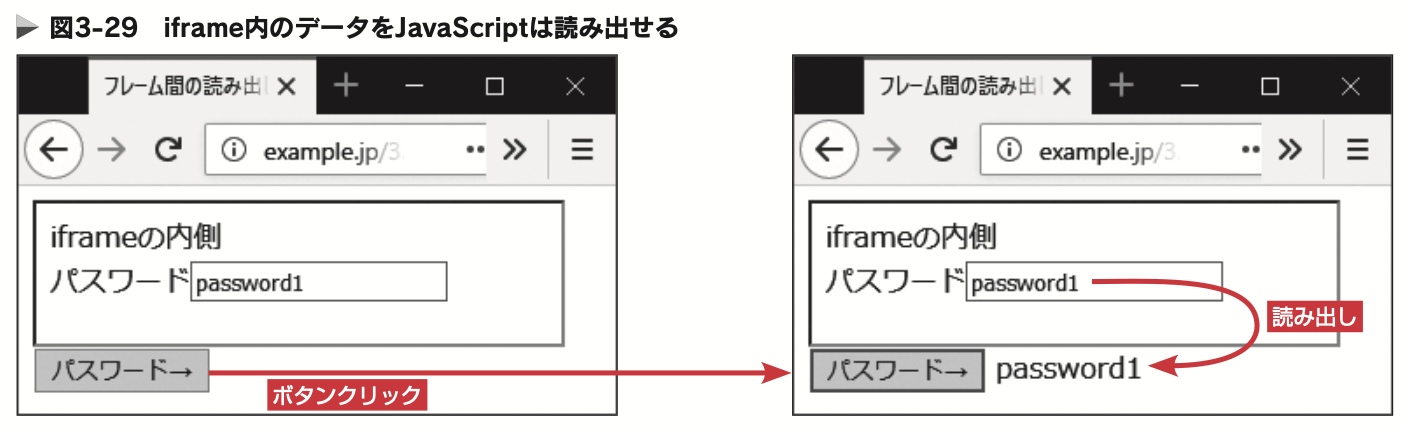 図3-29 iframe内のデータをJavaScriptは読み出せる
フレーム間の読み出し
example.jp/3.
iframeの内側
パスワード password1
パスワード→
ボタンクリック
フレーム間の読み出し
example.jp/3
iframeの内側
パスワード password1
読み出し
パスワード→ password1